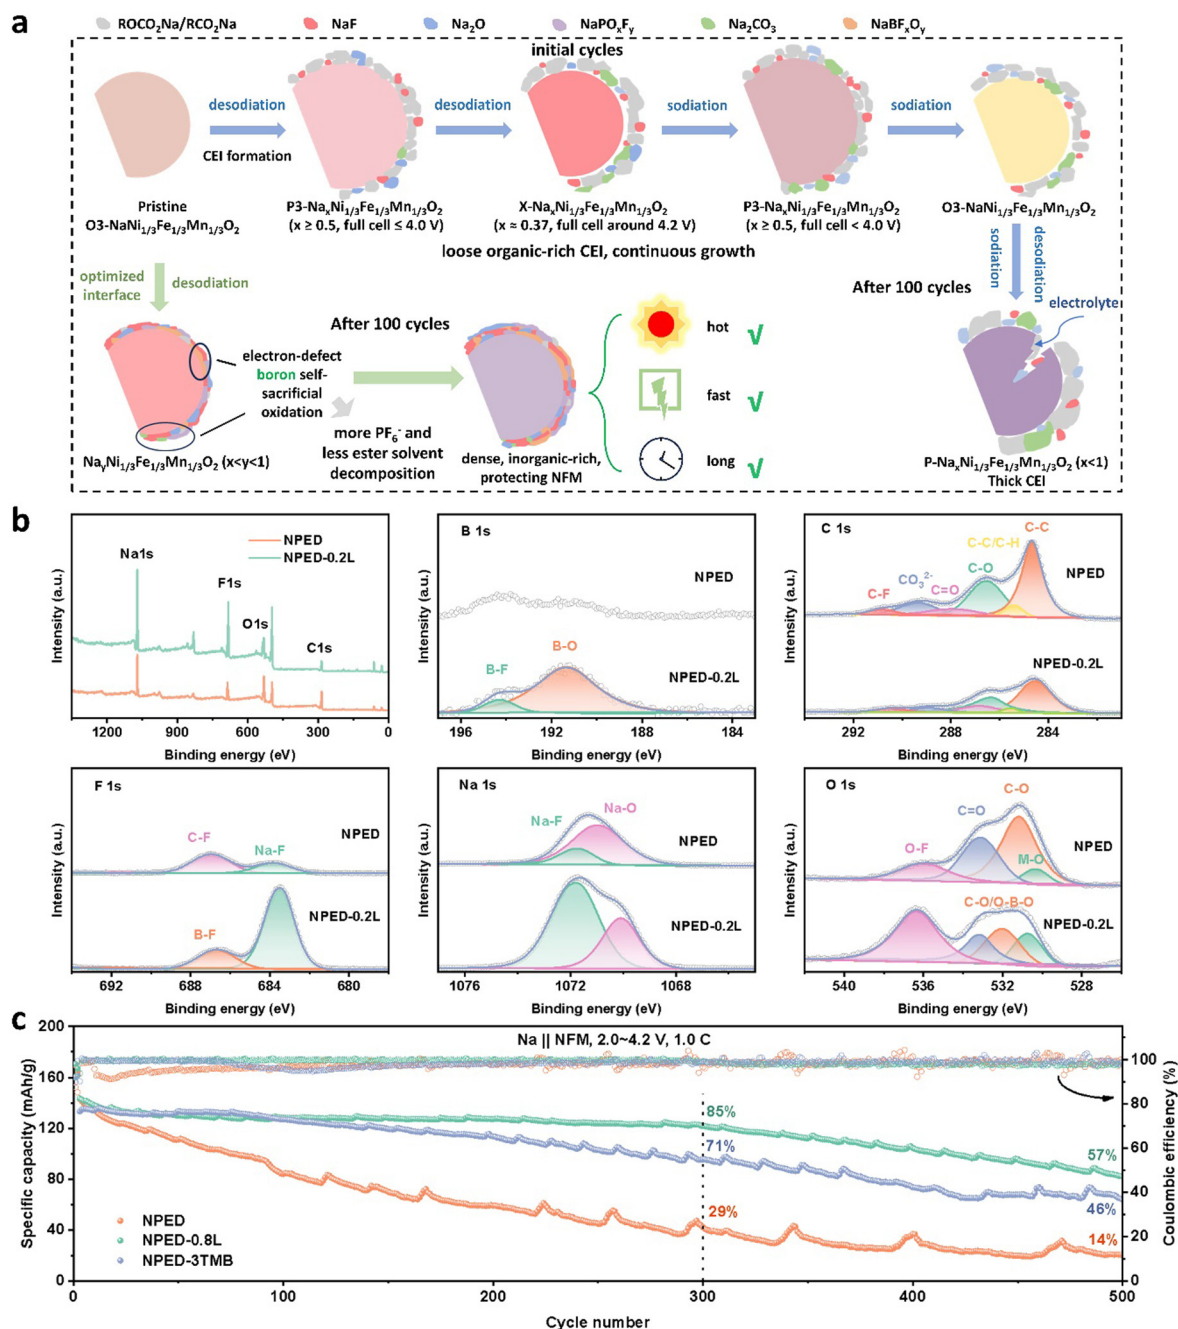 a
ROCO₂Na/RCO₂Na NaF Na₂O NaPOₓFᵧ Na₂CO₃ NaBFₓOᵧ
initial cycles
desodiation desodiation sodiation sodiation
CEI formation
Pristine
O3-NaNi₁/₃Fe₁/₃Mn₁/₃O₂
P3-NaₓNi₁/₃Fe₁/₃Mn₁/₃O₂
(x ≥ 0.5, full cell ≤ 4.0 V)
X-NaₓNi₁/₃Fe₁/₃Mn₁/₃O₂
(x ≈ 0.37, full cell around 4.2 V)
P3-NaₓNi₁/₃Fe₁/₃Mn₁/₃O₂
(x ≥ 0.5, full cell < 4.0 V)
O3-NaNi₁/₃Fe₁/₃Mn₁/₃O₂
loose organic-rich CEI, continuous growth
optimized
interface
desodiation
sodiation
desodiation
After 100 cycles
electrolyte
After 100 cycles
electron-defect
boron self-
sacrificial
oxidation
more PF₆⁻ and
less ester solvent
decomposition
NaᵧNi₁/₃Fe₁/₃Mn₁/₃O₂ (x<y<1)
dense, inorganic-rich,
protecting NFM
hot √
fast √
long √
P-NaₓNi₁/₃Fe₁/₃Mn₁/₃O₂ (x<1)
Thick CEI
b
Intensity (a.u.)
Na1s
F1s
O1s
C1s
NPED
NPED-0.2L
1200 900 600 300 0
Binding energy (eV)
Intensity (a.u.)
B 1s
NPED
B-F
B-O
NPED-0.2L
196 192 188 184
Binding energy (eV)
Intensity (a.u.)
C 1s
C-C
C-C/C-H
C-O
CO₃²⁻
C=O
C-F
NPED
NPED-0.2L
292 288 284
Binding energy (eV)
Intensity (a.u.)
F 1s
NPED
C-F
Na-F
NPED-0.2L
B-F
692 688 684 680
Binding energy (eV)
Intensity (a.u.)
Na 1s
Na-F
Na-O
NPED
NPED-0.2L
1076 1072 1068
Binding energy (eV)
Intensity (a.u.)
O 1s
C-O
C=O
NPED
O-F
M-O
C-O/O-B-O
NPED-0.2L
540 536 532 528
Binding energy (eV)
c
Specific capacity (mAh/g)
200
160
120
80
40
0
Na || NFM, 2.0~4.2 V, 1.0 C
85%
71%
29%
57%
46%
14%
NPED
NPED-0.8L
NPED-3TMB
100
80
60
40
20
0
Coulombic efficiency (%)
0 100 200 300 400 500
Cycle number